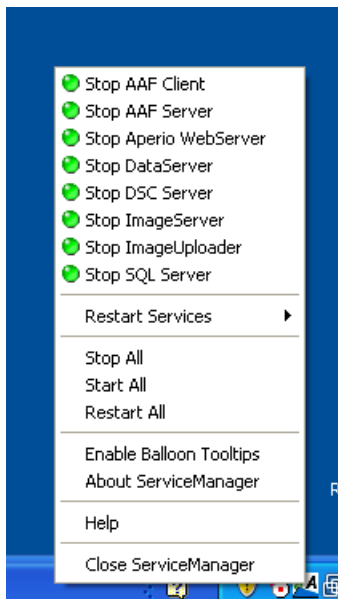 Stop AAF Client
Stop AAF Server
Stop Aperio WebServer
Stop DataServer
Stop DSC Server
Stop ImageServer
Stop ImageUploader
Stop SQL Server
Restart Services
Stop All
Start All
Restart All
Enable Balloon Tooltips
About ServiceManager
Help
Close ServiceManager
R
A